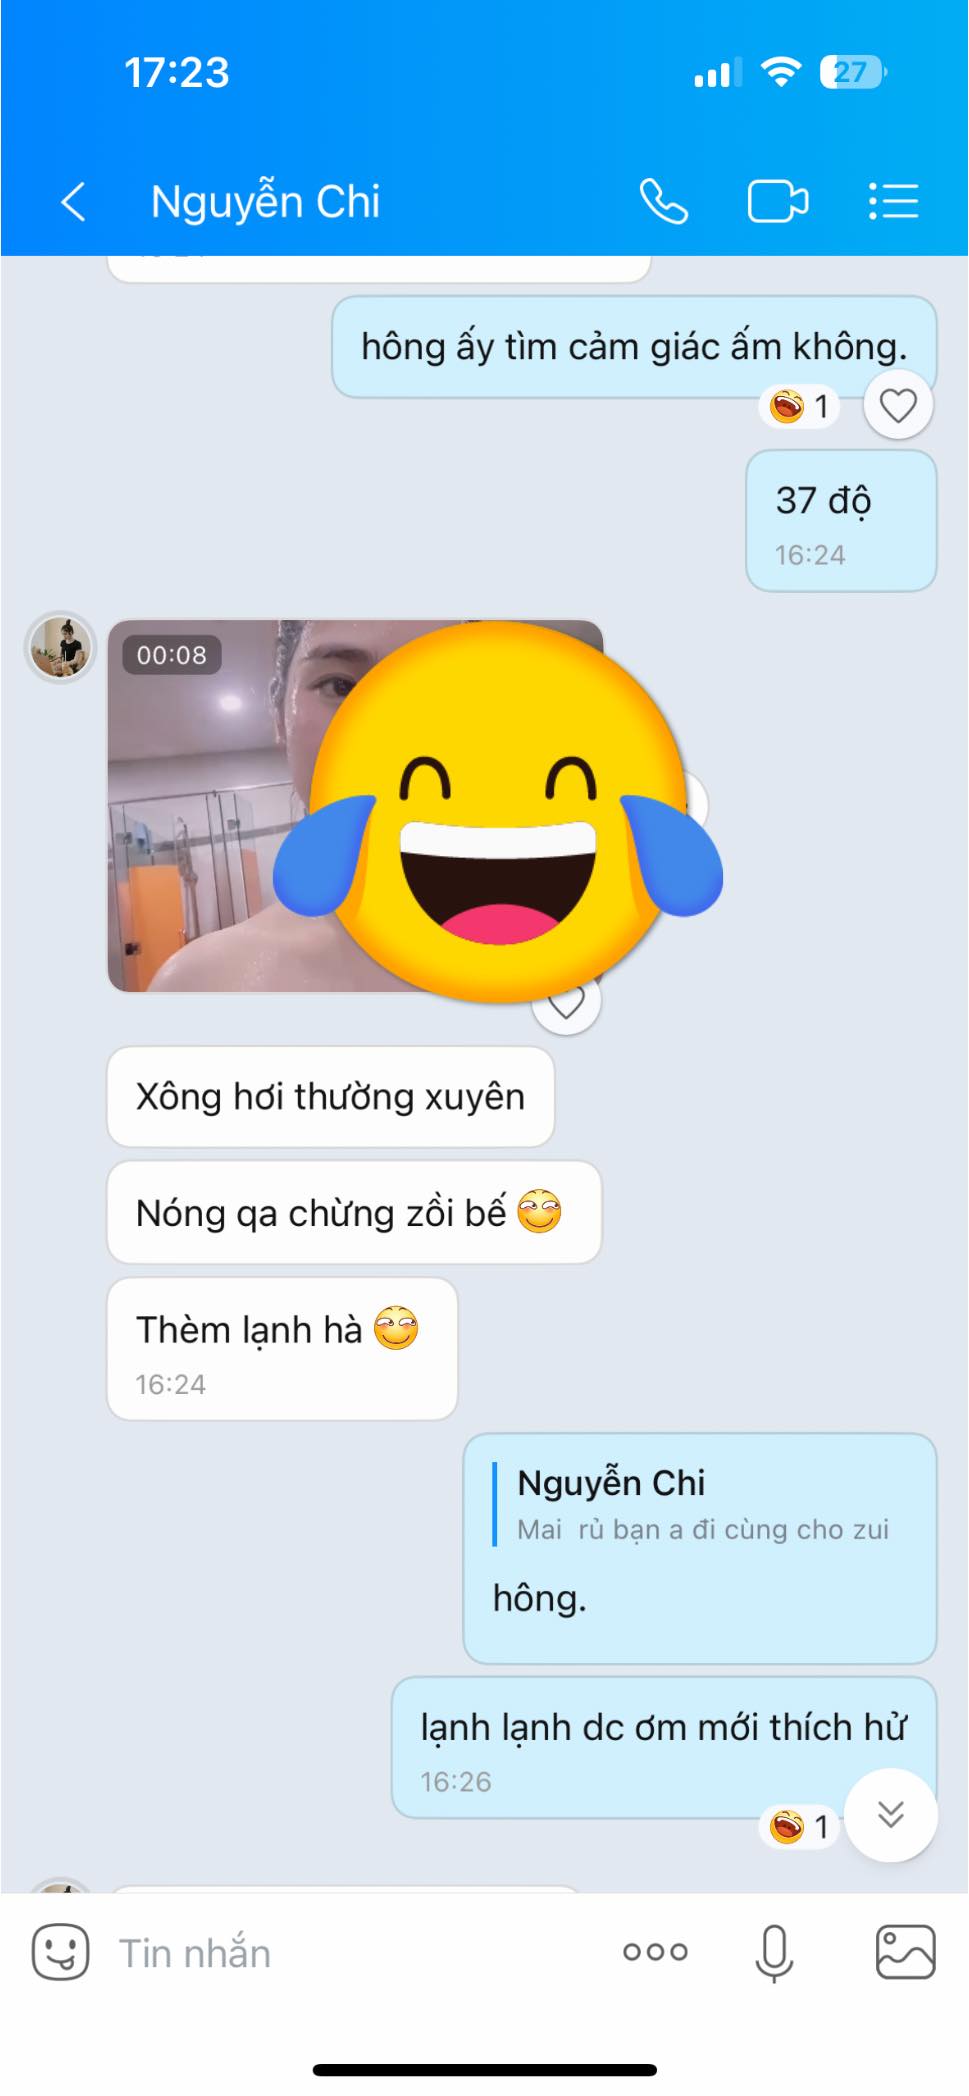 17:23
27
Nguyễn Chi
hông ấy tìm cảm giác ấm không.
1
37 độ
16:24
00:08
Xông hơi thường xuyên
Nóng qa chừng zồi bế
Thèm lạnh hà
16:24
Nguyễn Chi
Mai rủ bạn a đi cùng cho zui
hông.
lạnh lạnh dc ơm mới thích hử
16:26
1
Tin nhắn